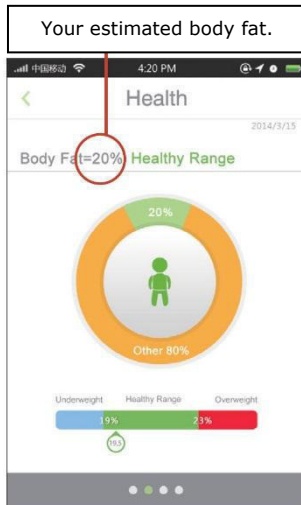 Your estimated body fat.
中国移动 4:20 PM
Health
2014/3/15
Body Fat=20% Healthy Range
20%
Other 80%
Underweight Healthy Range Overweight
19% 23%
19.5